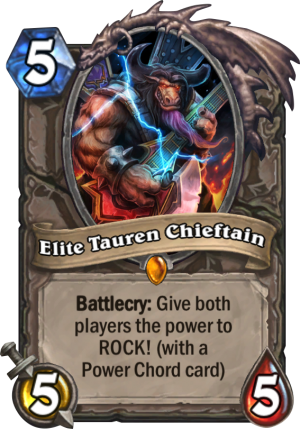 5
Elite Tauren Chieftain
Battlecry: Give both
players the power to
ROCK! (with a
Power Chord card)
5
5